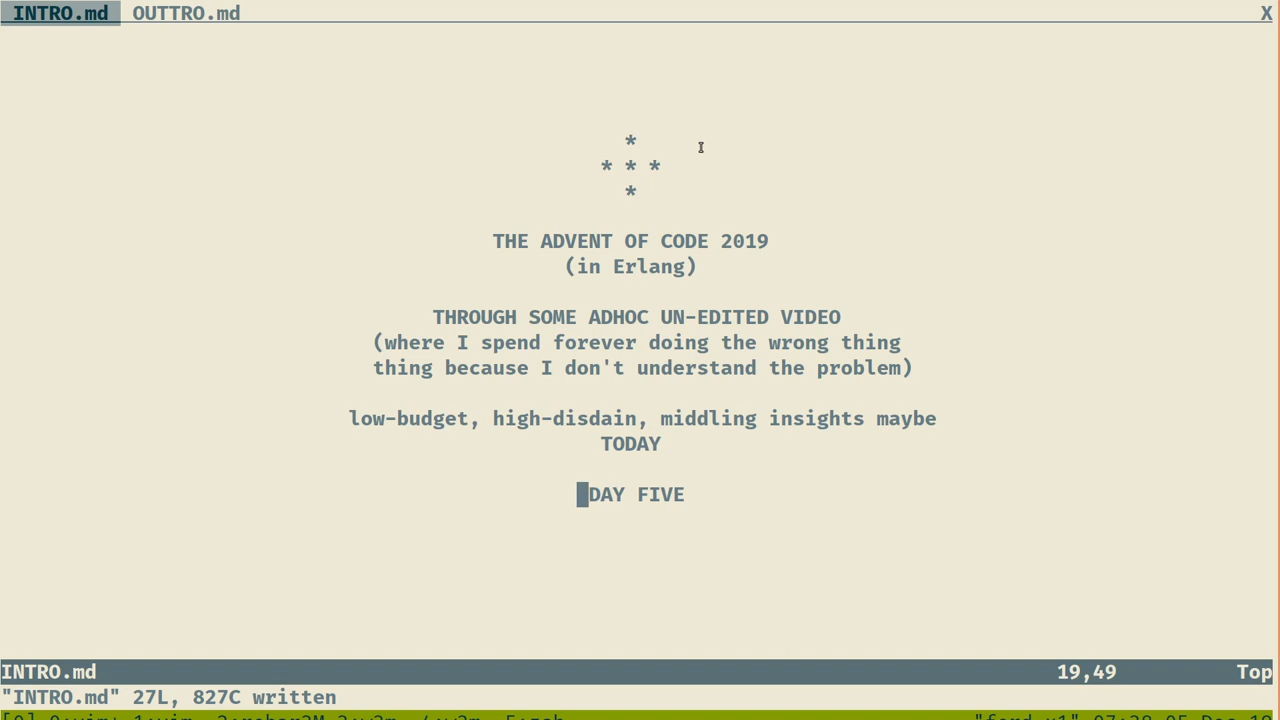 INTRO.md  OUTTRO.md X
*
* * *
*
THE ADVENT OF CODE 2019
(in Erlang)
THROUGH SOME ADHOC UN-EDITED VIDEO
(where I spend forever doing the wrong thing
thing because I don't understand the problem)
low-budget, high-disdain, middling insights maybe
TODAY
DAY FIVE
INTRO.md 19,49 Top
"INTRO.md" 27L, 827C written